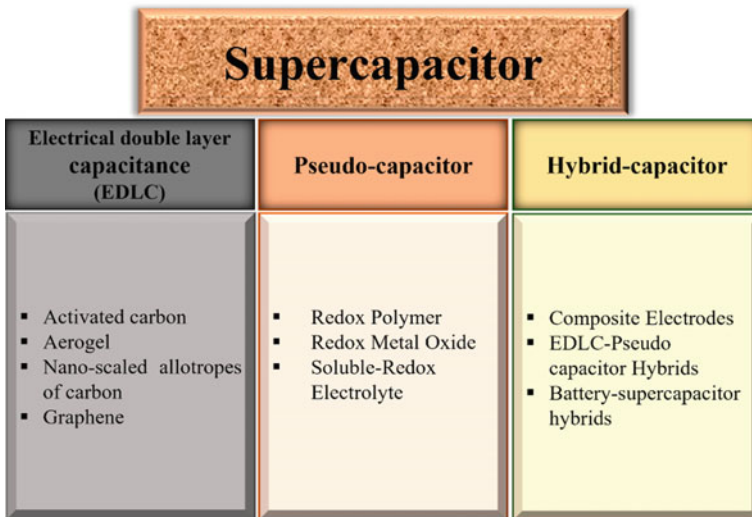 Supercapacitor
Electrical double layer
capacitance
(EDLC)
Pseudo-capacitor
Hybrid-capacitor
▪ Activated carbon
▪ Aerogel
▪ Nano-scaled allotropes
of carbon
▪ Graphene
▪ Redox Polymer
▪ Redox Metal Oxide
▪ Soluble-Redox
Electrolyte
▪ Composite Electrodes
▪ EDLC-Pseudo
capacitor Hybrids
▪ Battery-supercapacitor
hybrids